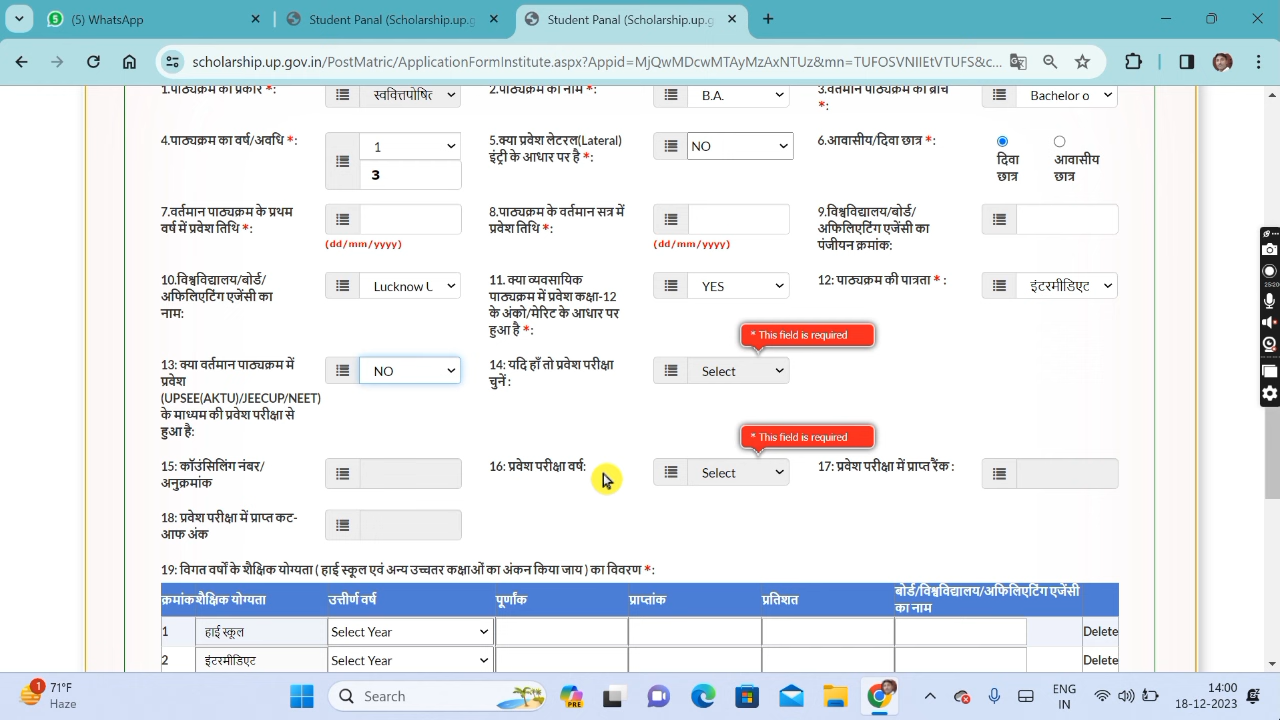 (5) WhatsApp
Student Panal (Scholarship.up.g
Student Panal (Scholarship.up.g
scholarship.up.gov.in/PostMatric/ApplicationFormInstitute.aspx?Appid=MjQwMDcwMTAyMzAxNTUz&mn=TUFOSVNIIEtVTUFS&c...
1.पाठ्यक्रम का प्रकार *:
स्ववित्तपोषित
2.पाठ्यक्रम का नाम *:
B.A.
3.वर्तमान पाठ्यक्रम का ब्रांच *:
Bachelor o
4.पाठ्यक्रम का वर्ष/अवधि *:
1
3
5.क्या प्रवेश लेटरल(Lateral) इंट्री के आधार पर है *:
NO
6.आवासीय/दिवा छात्र *:
दिवा छात्र
आवासीय छात्र
7.वर्तमान पाठ्यक्रम के प्रथम वर्ष में प्रवेश तिथि *:
(dd/mm/yyyy)
8.पाठ्यक्रम के वर्तमान सत्र में प्रवेश तिथि *:
(dd/mm/yyyy)
9.विश्वविद्यालय/बोर्ड/ अफिलिएटिंग एजेंसी का पंजीयन क्रमांक:
10.विश्वविद्यालय/बोर्ड/ अफिलिएटिंग एजेंसी का नाम:
Lucknow U
11. क्या व्यवसायिक पाठ्यक्रम में प्रवेश कक्षा-12 के अंको/मेरिट के आधार पर हुआ है *:
YES
12: पाठ्यक्रम की पात्रता * :
इंटरमीडिएट
* This field is required
13: क्या वर्तमान पाठ्यक्रम में प्रवेश (UPSEE(AKTU)/JEECUP/NEET) के माध्यम की प्रवेश परीक्षा से हुआ है:
NO
14: यदि हाँ तो प्रवेश परीक्षा चुनें :
Select
* This field is required
15: कॉउंसिलिंग नंबर/ अनुक्रमांक
16: प्रवेश परीक्षा वर्ष:
Select
17: प्रवेश परीक्षा में प्राप्त रैंक :
18: प्रवेश परीक्षा में प्राप्त कट-आफ अंक
19: विगत वर्षो के शैक्षिक योग्यता ( हाई स्कूल एवं अन्य उच्चतर कक्षाओं का अंकन किया जाय ) का विवरण *:
क्रमांक शैक्षिक योग्यता उत्तीर्ण वर्ष पूर्णांक प्राप्तांक प्रतिशत बोर्ड/विश्वविद्यालय/अफिलिएटिंग एजेंसी का नाम
1 हाई स्कूल Select Year Delete
2 इंटरमीडिएट Select Year Delete
25:20
1
71°F
Haze
Search
PRE
ENG
IN
14:00
18-12-2023